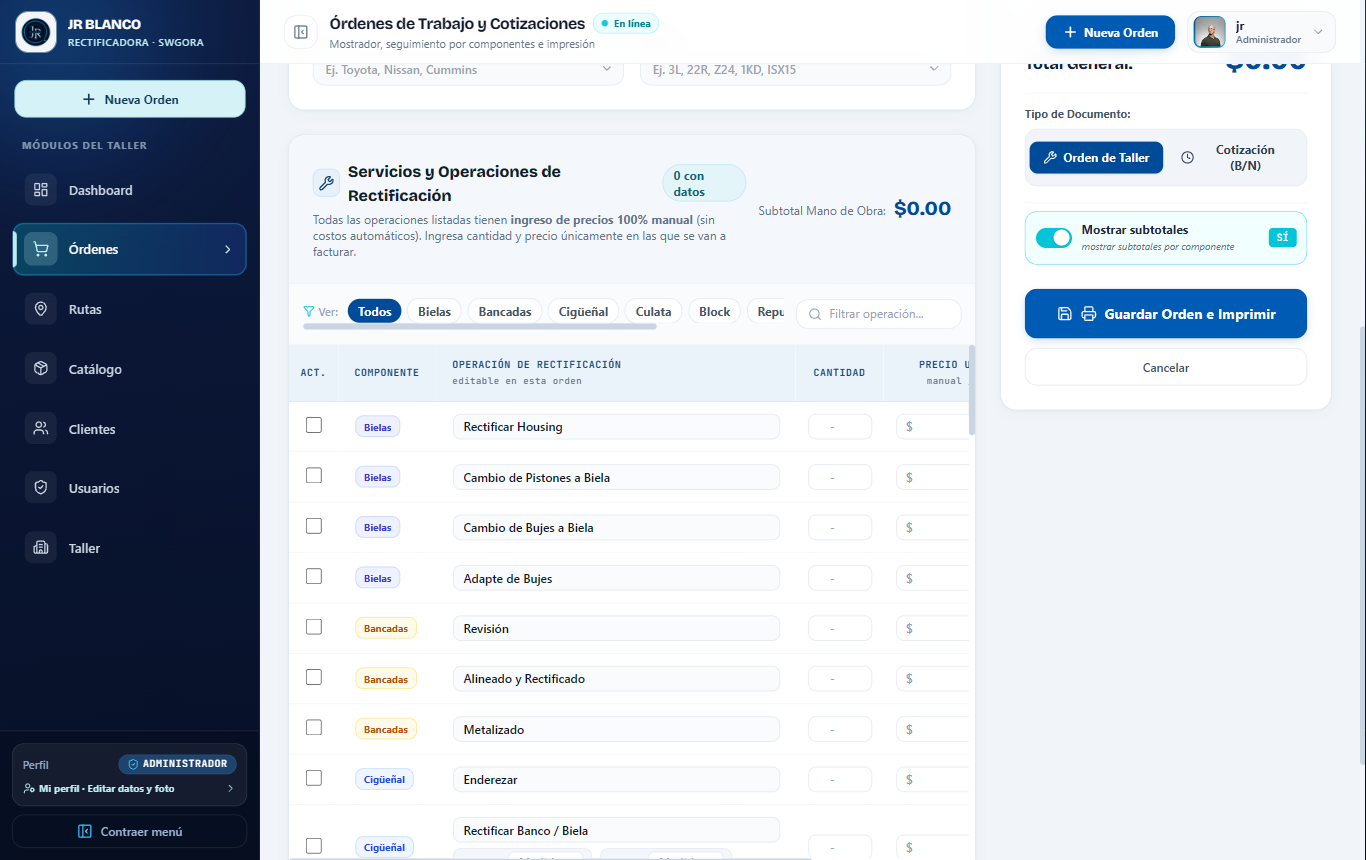 JR BLANCO
RECTIFICADORA · SWGORA
Nueva Orden
MÓDULOS DEL TALLER
Dashboard
Órdenes
Rutas
Catálogo
Clientes
Usuarios
Taller
Perfil
ADMINISTRADOR
Mi perfil · Editar datos y foto
Contraer menú
Órdenes de Trabajo y Cotizaciones
En línea
Mostrador, seguimiento por componentes e impresión
Nueva Orden
jr
Administrador
Ej. Toyota, Nissan, Cummins
Ej. 3L, 22R, Z24, 1KD, ISX15
Servicios y Operaciones de
Rectificación
0 con
datos
Subtotal Mano de Obra: $0.00
Todas las operaciones listadas tienen ingreso de precios 100% manual (sin
costos automáticos). Ingresa cantidad y precio únicamente en las que se van a
facturar.
Ver: Todos Bielas Bancadas Cigüeñal Culata Block Repu
Filtrar operación...
ACT. COMPONENTE OPERACIÓN DE RECTIFICACIÓN CANTIDAD PRECIO U
editable en esta orden manual
Bielas Rectificar Housing - $
Bielas Cambio de Pistones a Biela - $
Bielas Cambio de Bujes a Biela - $
Bielas Adapte de Bujes - $
Bancadas Revisión - $
Bancadas Alineado y Rectificado - $
Bancadas Metalizado - $
Cigüeñal Enderezar - $
Cigüeñal Rectificar Banco / Biela - $
Total General: $0.00
Tipo de Documento:
Orden de Taller
Cotización
(B/N)
Mostrar subtotales
mostrar subtotales por componente
SÍ
Guardar Orden e Imprimir
Cancelar